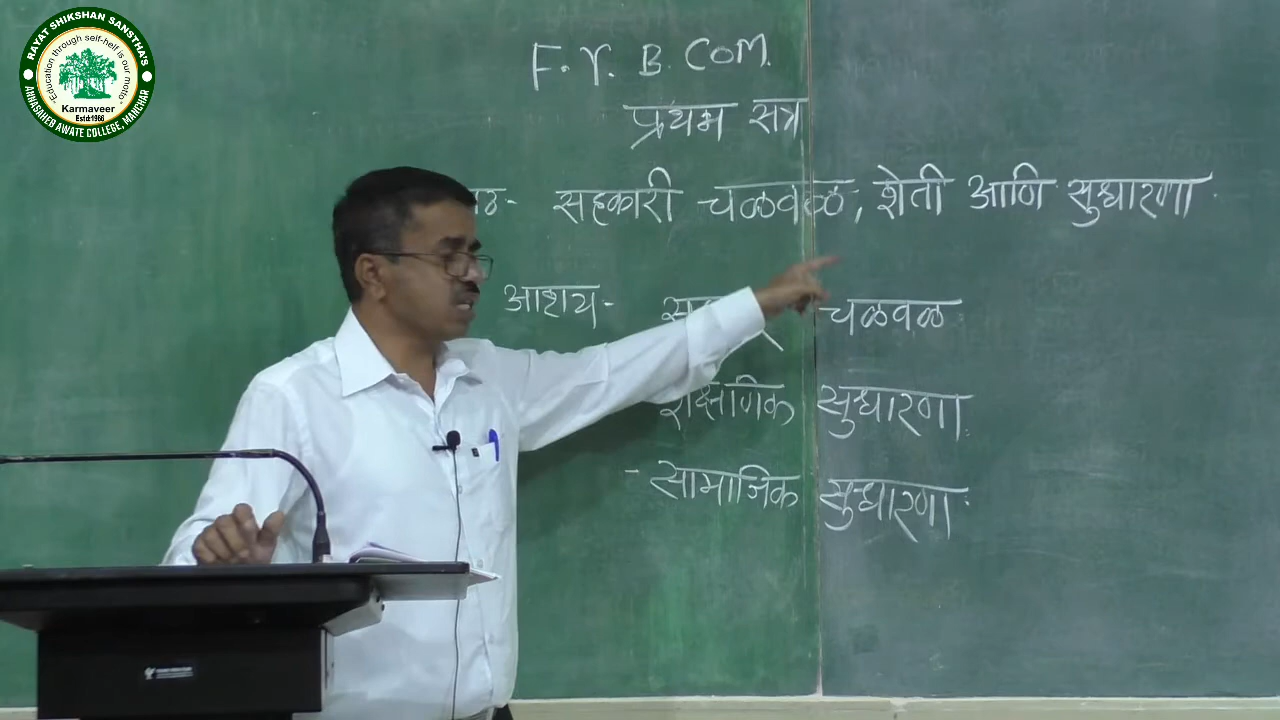 RAYAT SHIKSHAN SANSTHA'S
Education through self-help is our motto
Karmaveer
Estd:1966
ANNASAHEB AWATE COLLEGE, MANCHAR
F. Y. B. COM.
प्रथम सत्र
सहकारी चळवळ, शेती आणि सुधारणा
आशय - चळवळ
शैक्षणिक सुधारणा
- सामाजिक सुधारणा